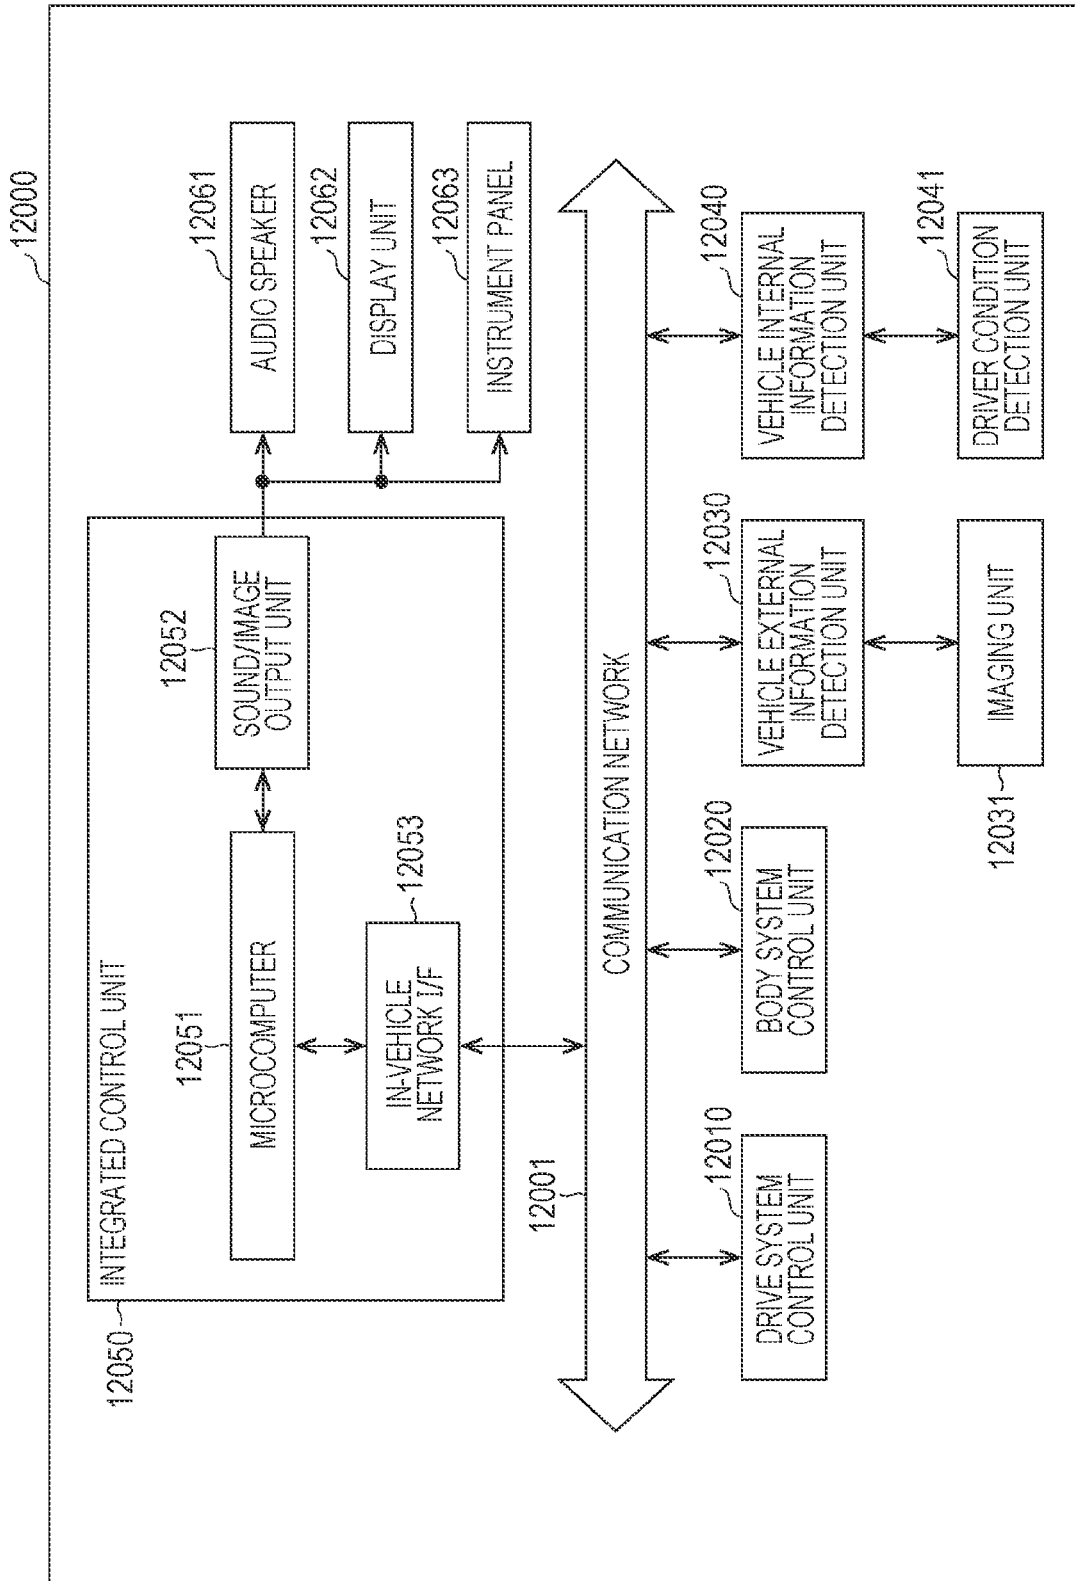 12000
INTEGRATED CONTROL UNIT
12050
12051
MICROCOMPUTER
12052
SOUND/IMAGE
OUTPUT UNIT
12053
IN-VEHICLE
NETWORK I/F
12061
AUDIO SPEAKER
12062
DISPLAY UNIT
12063
INSTRUMENT PANEL
12001
COMMUNICATION NETWORK
12010
DRIVE SYSTEM
CONTROL UNIT
12020
BODY SYSTEM
CONTROL UNIT
12030
VEHICLE EXTERNAL
INFORMATION
DETECTION UNIT
12040
VEHICLE INTERNAL
INFORMATION
DETECTION UNIT
12031
IMAGING UNIT
12041
DRIVER CONDITION
DETECTION UNIT